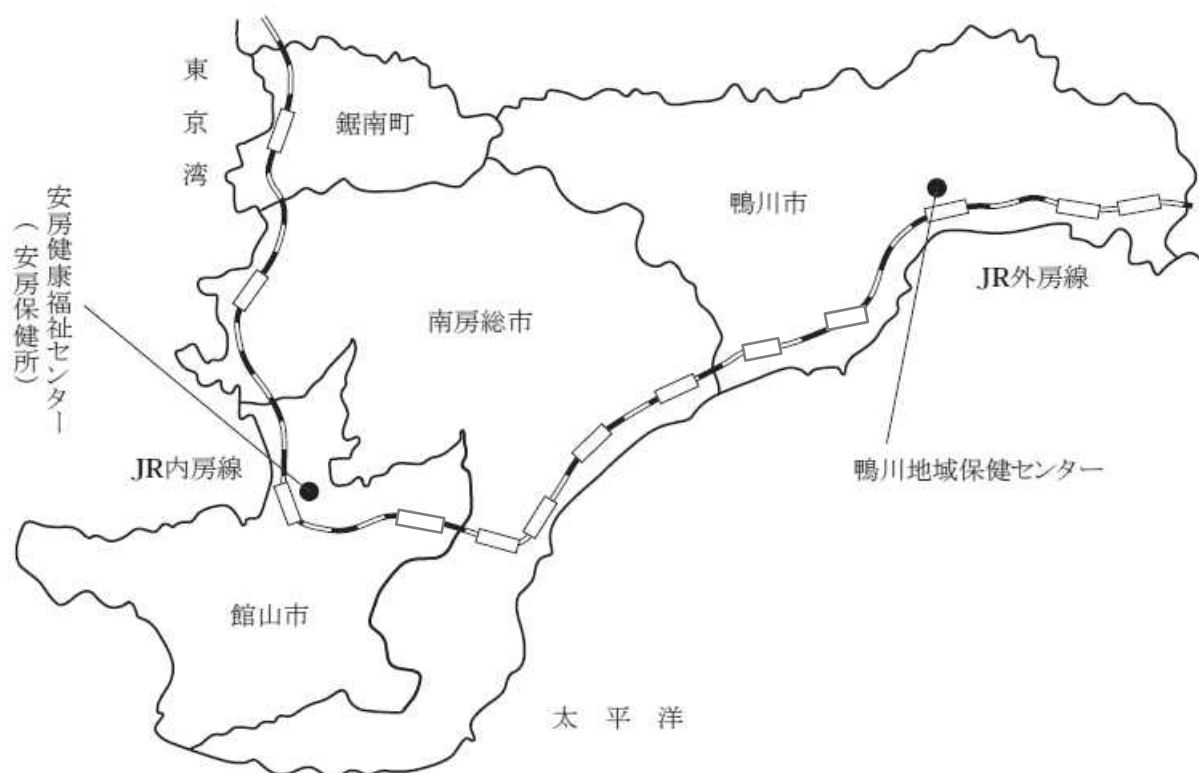 東京湾
鋸南町
安房健康福祉センター
（安房保健所）
鴨川市
JR外房線
南房総市
JR内房線
鴨川地域保健センター
館山市
太平洋